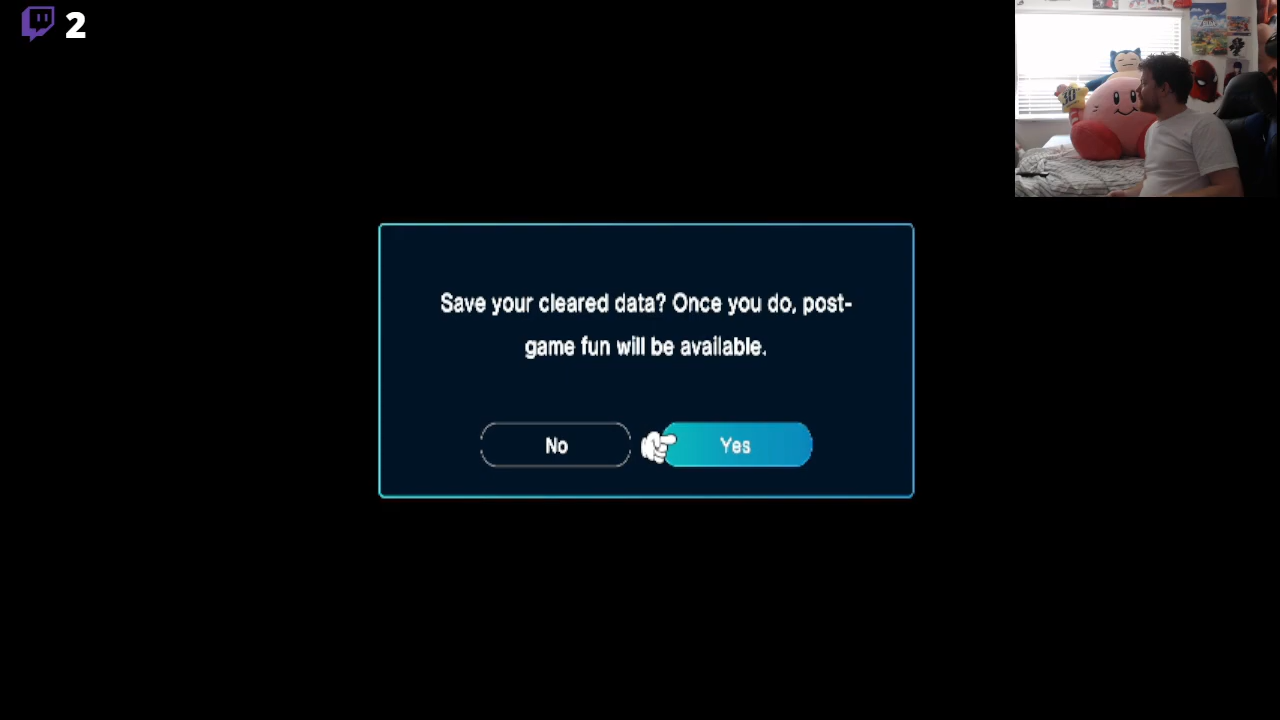 2
Save your cleared data? Once you do, post-
game fun will be available.
No
Yes